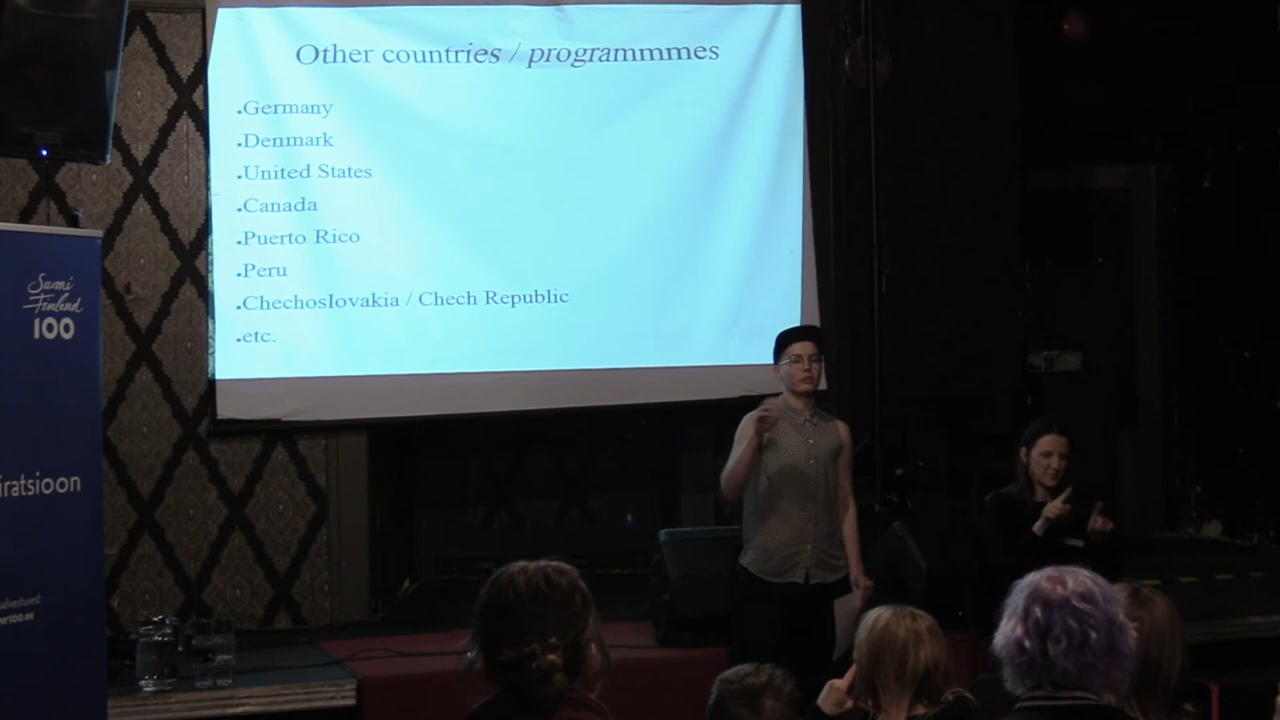 Other countries / programmmes
.Germany
.Denmark
.United States
.Canada
.Puerto Rico
.Peru
.Chechoslovakia / Chech Republic
.etc.
Suomi
Finland
100
iratsioon